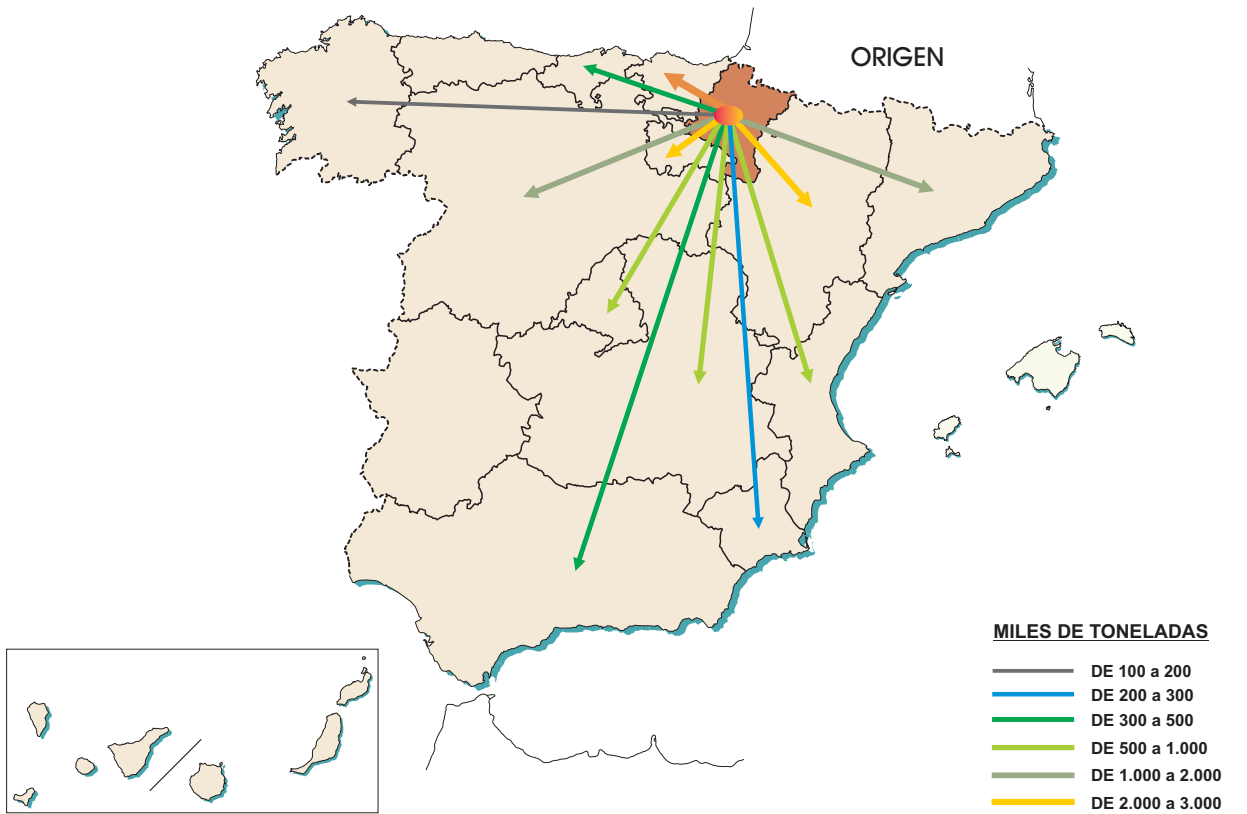 ORIGEN
MILES DE TONELADAS
DE 100 a 200
DE 200 a 300
DE 300 a 500
DE 500 a 1.000
DE 1.000 a 2.000
DE 2.000 a 3.000